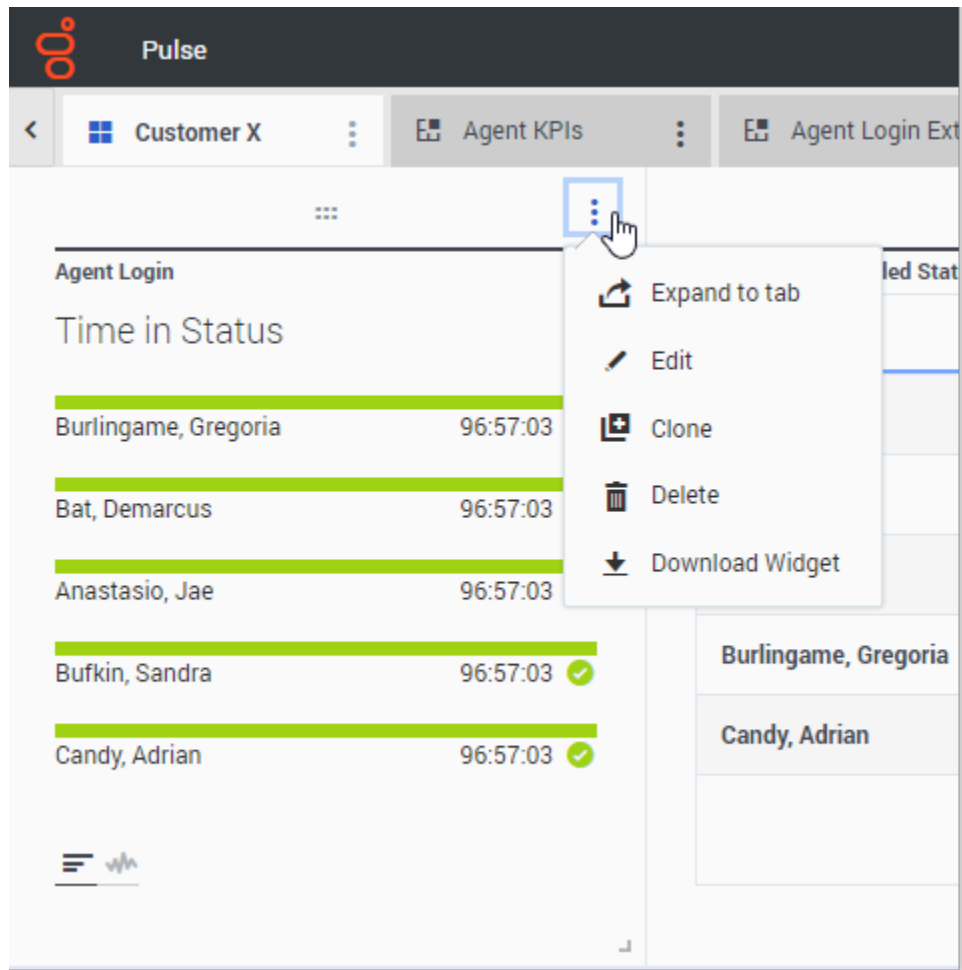 Pulse
Customer X
Agent KPIs
Agent Login Ext
Agent Login
Time in Status
Burlingame, Gregoria 96:57:03
Bat, Demarcus 96:57:03
Anastasio, Jae 96:57:03
Bufkin, Sandra 96:57:03
Candy, Adrian 96:57:03
Expand to tab
Edit
Clone
Delete
Download Widget
led Stat
Burlingame, Gregoria
Candy, Adrian